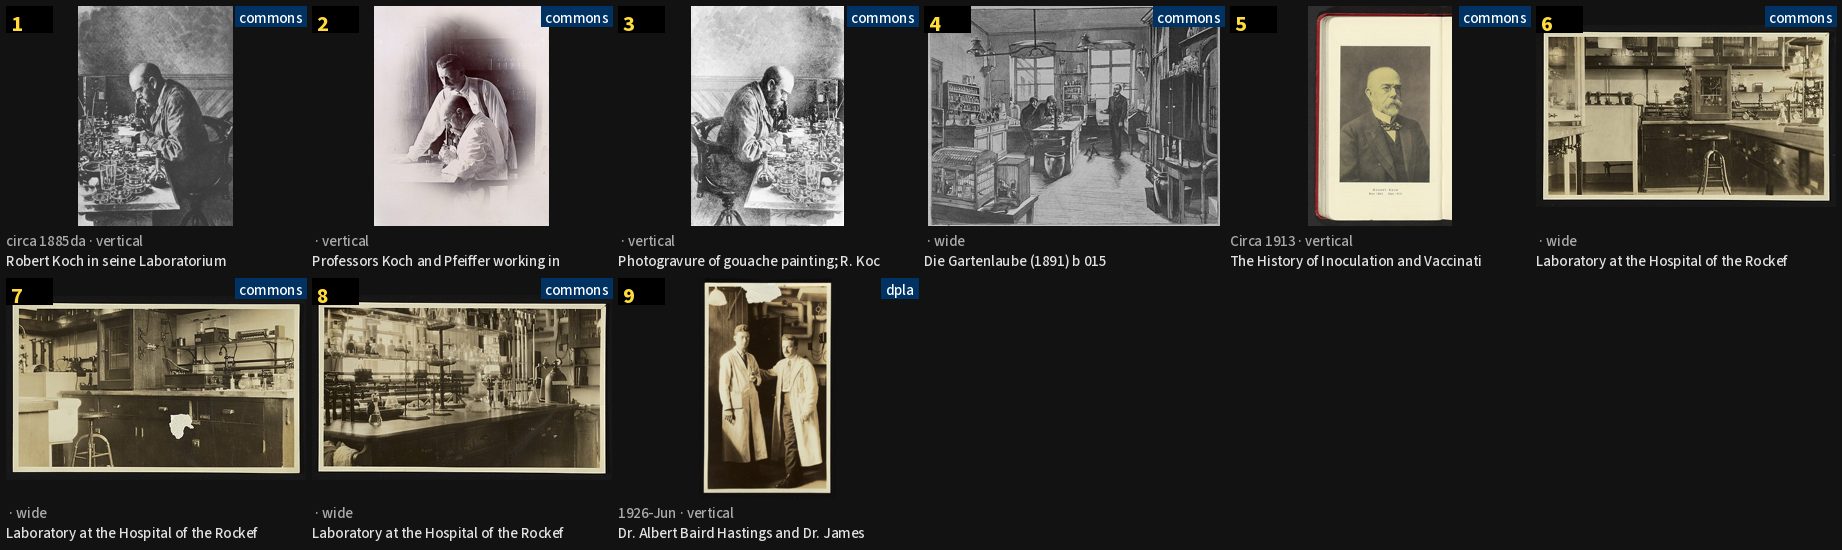 1
commons
circa 1885da · vertical
Robert Koch in seine Laboratorium
2
commons
· vertical
Professors Koch and Pfeiffer working in
3
commons
· vertical
Photogravure of gouache painting; R. Koc
4
commons
· wide
Die Gartenlaube (1891) b 015
5
commons
Circa 1913 · vertical
The History of Inoculation and Vaccinati
6
commons
· wide
Laboratory at the Hospital of the Rockef
7
commons
· wide
Laboratory at the Hospital of the Rockef
8
commons
· wide
Laboratory at the Hospital of the Rockef
9
dpla
1926-Jun · vertical
Dr. Albert Baird Hastings and Dr. James